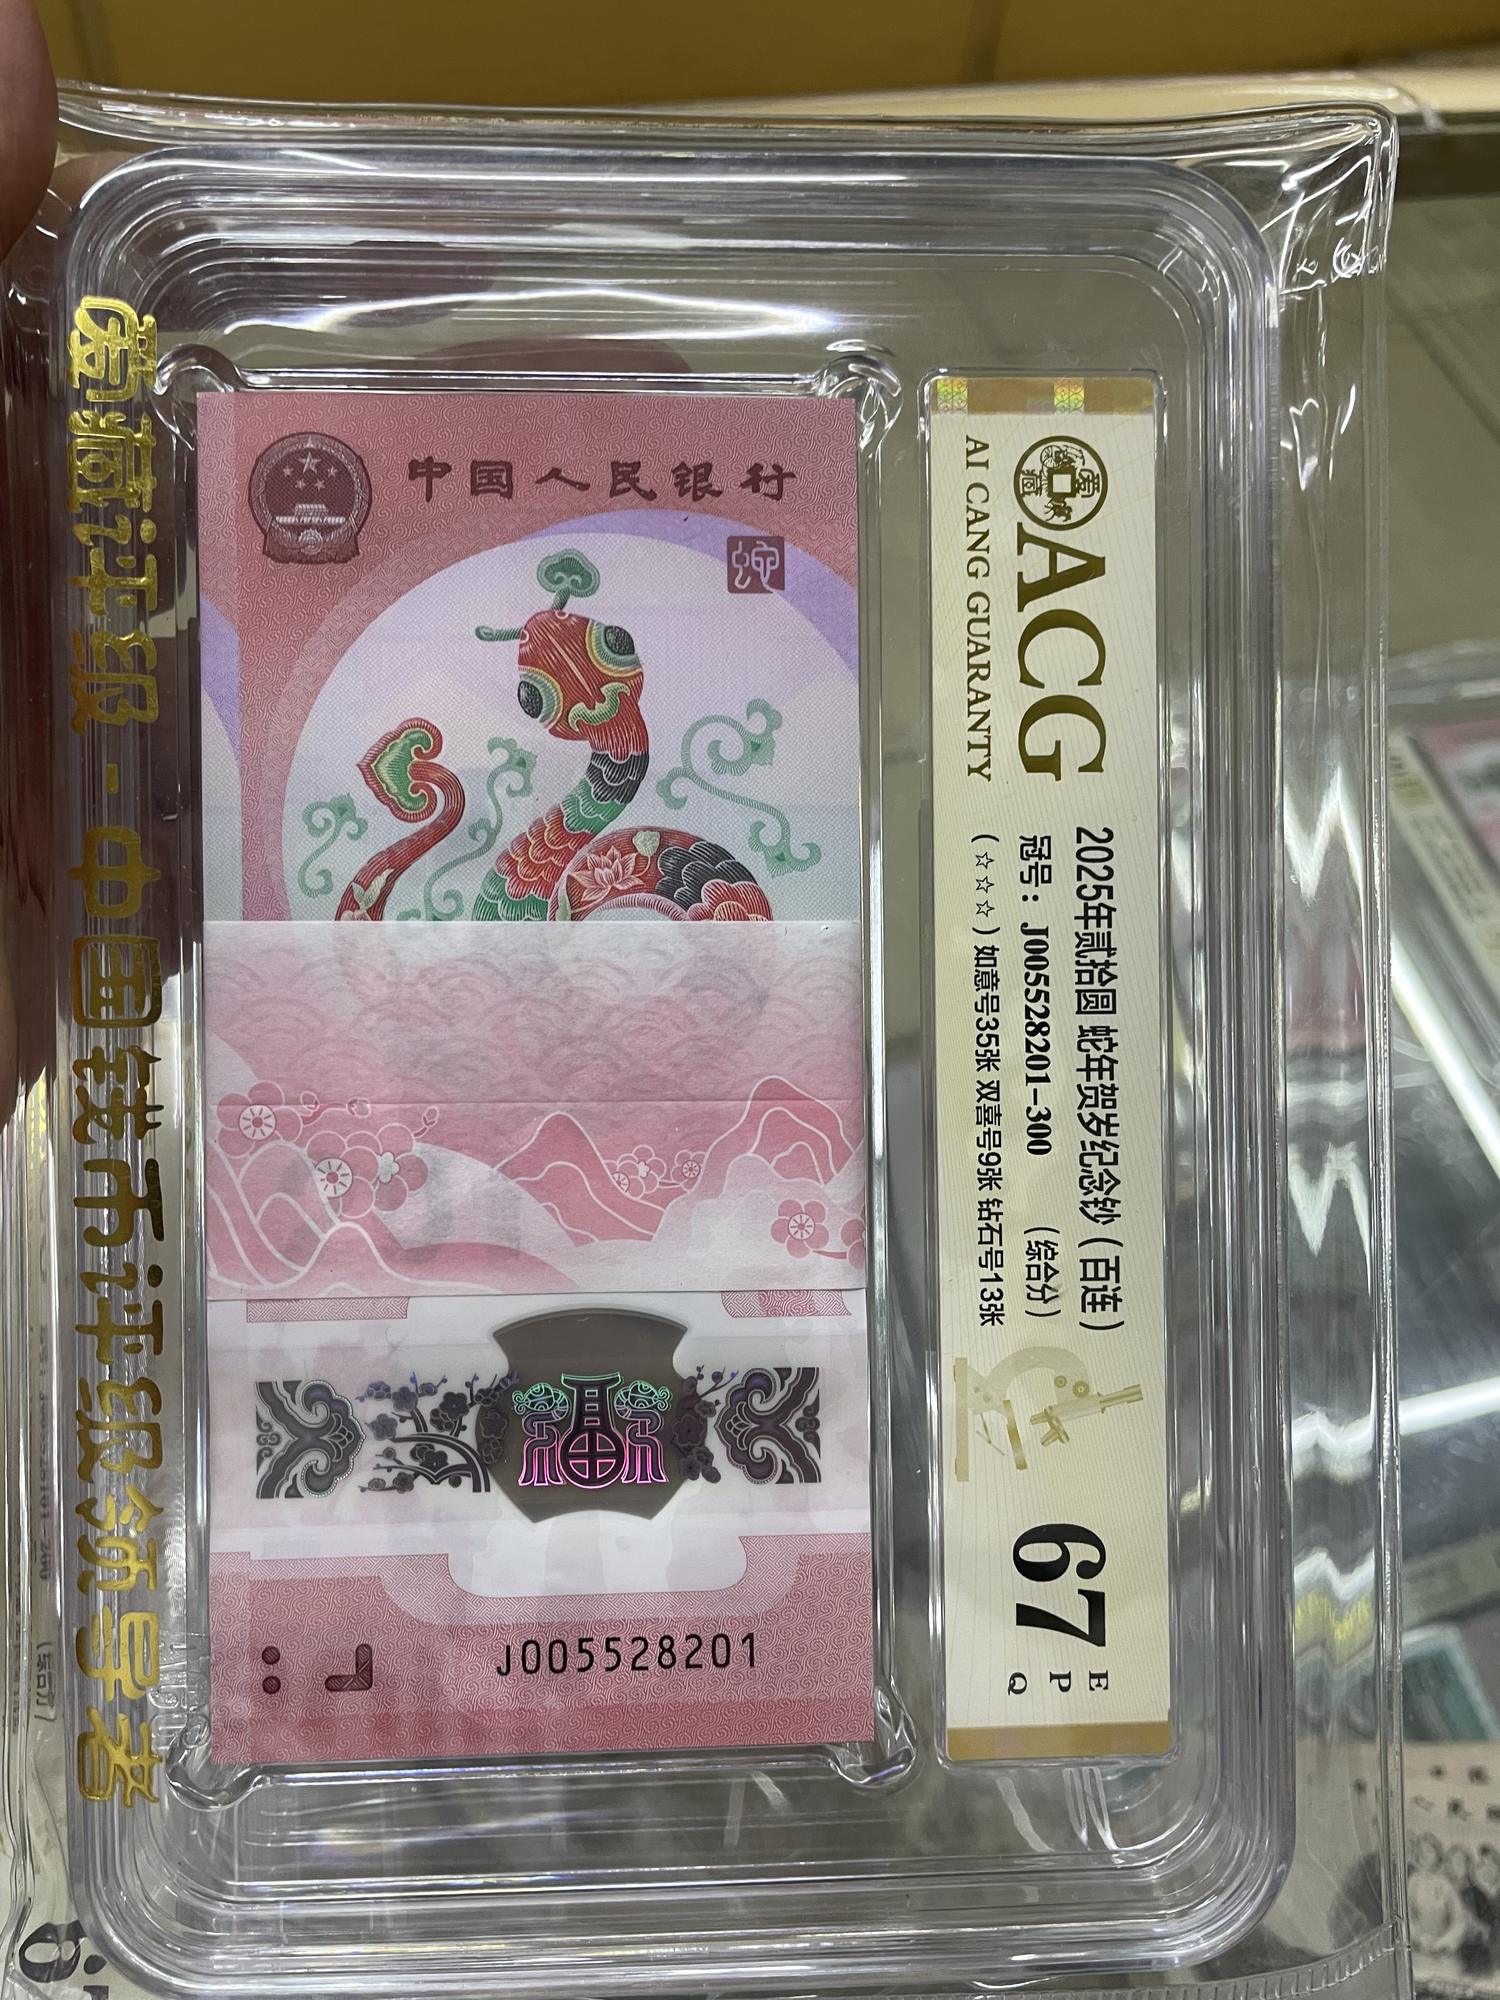 爱藏评级-中国钱币评级领导者
中国人民银行
蛇
J005528201
爱藏
ACG
AI CANG GUARANTY
2025年贰拾圆 蛇年贺岁纪念钞(百连)
冠号:J005528201-300 (综合分)
(☆☆☆)如意号35张 双喜号9张 钻石号13张
67
E
P
Q